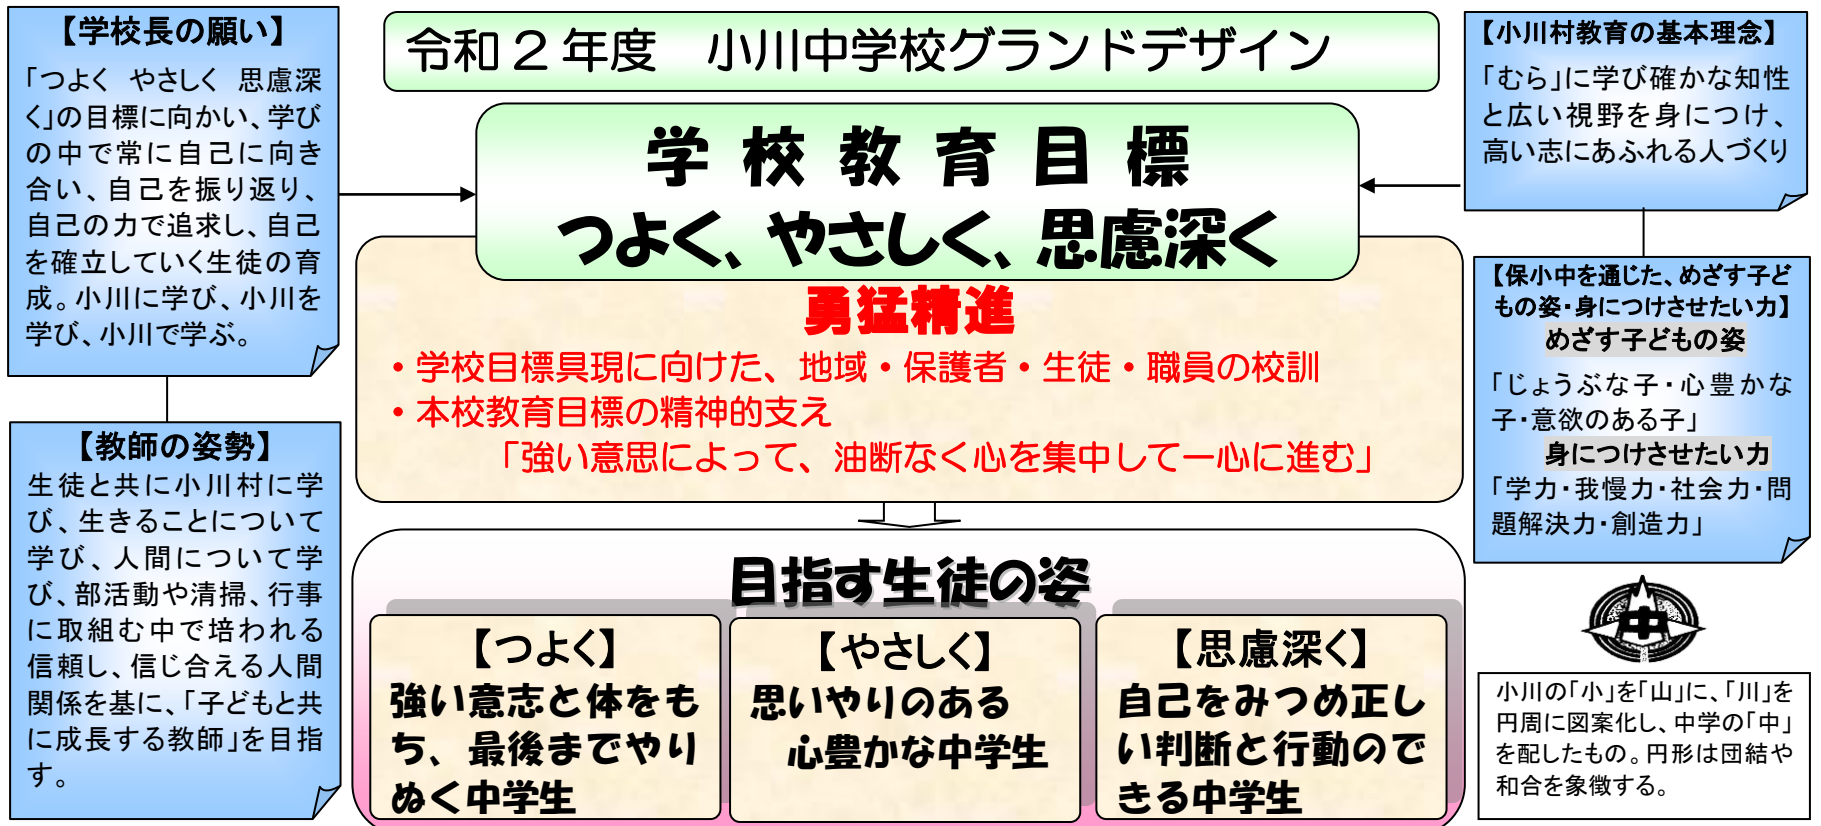 【学校長の願い】
「つよく やさしく 思慮深
く」の目標に向かい、学び
の中で常に自己に向き
合い、自己を振り返り、
自己の力で追求し、自己
を確立していく生徒の育
成。小川に学び、小川を
学び、小川で学ぶ。
【教師の姿勢】
生徒と共に小川村に学
び、生きることについて
学び、人間について学
び、部活動や清掃、行事
に取組む中で培われる
信頼し、信じ合える人間
関係を基に、「子どもと共
に成長する教師」を目指
す。
令和2年度 小川中学校グランドデザイン
学校教育目標
つよく、やさしく、思慮深く
勇猛精進
・学校目標具現に向けた、地域・保護者・生徒・職員の校訓
・本校教育目標の精神的支え
「強い意思によって、油断なく心を集中して一心に進む」
目指す生徒の姿
【つよく】
強い意志と体をも
ち、最後までやり
ぬく中学生
【やさしく】
思いやりのある
心豊かな中学生
【思慮深く】
自己をみつめ正し
い判断と行動ので
きる中学生
【小川村教育の基本理念】
「むら」に学び確かな知性
と広い視野を身につけ、
高い志にあふれる人づくり
【保小中を通じた、めざす子ど
もの姿・身につけさせたい力】
めざす子どもの姿
「じょうぶな子・心豊かな
子・意欲のある子」
身につけさせたい力
「学力・我慢力・社会力・問
題解決力・創造力」
中
小川の「小」を「山」に、「川」を
円周に図案化し、中学の「中」
を配したもの。円形は団結や
和合を象徴する。